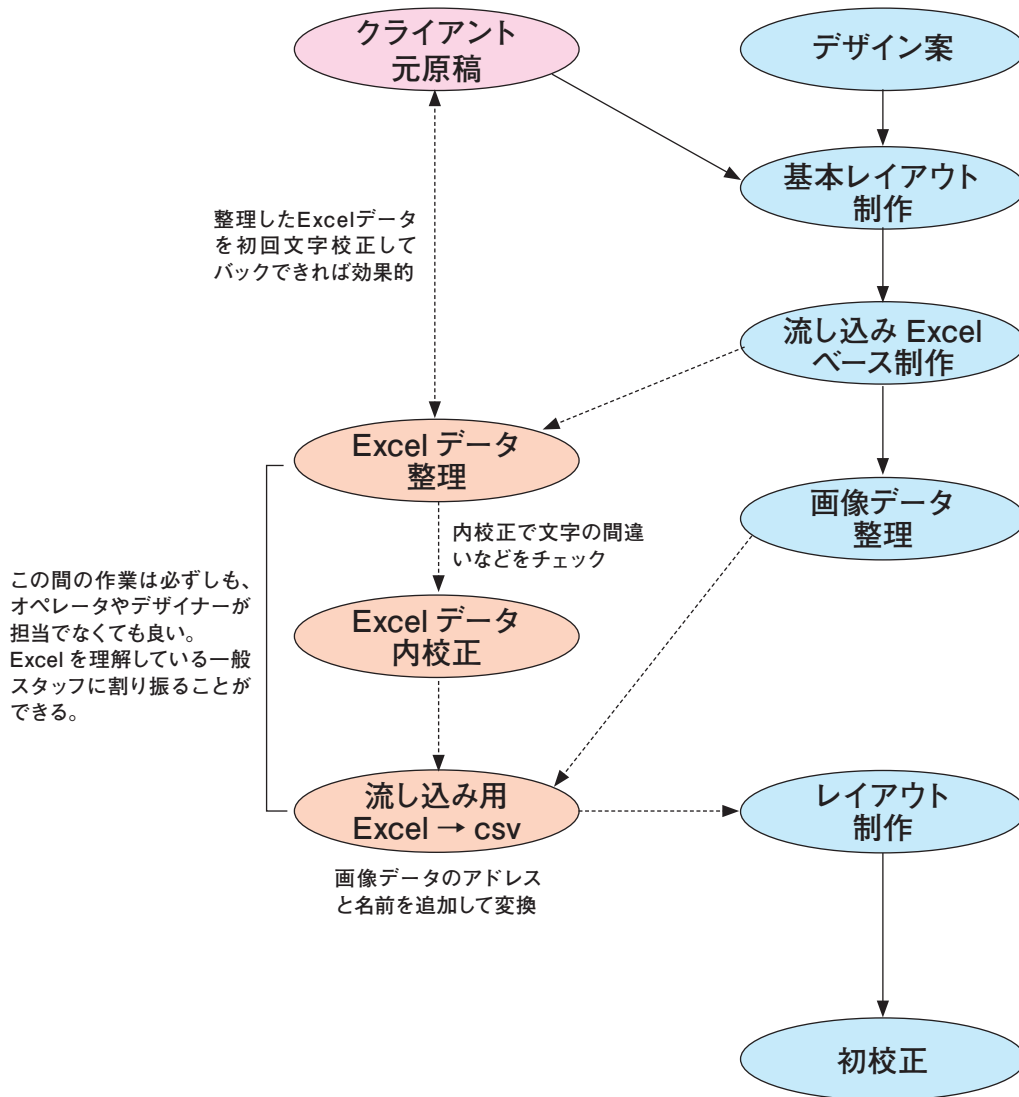 クライアント
元原稿
デザイン案
基本レイアウト
制作
整理したExcelデータ
を初回文字校正して
バックできれば効果的
流し込み Excel
ベース制作
Excel データ
整理
画像データ
整理
内校正で文字の間違
いなどをチェック
この間の作業は必ずしも、
オペレータやデザイナーが
担当でなくても良い。
Excel を理解している一般
スタッフに割り振ることが
できる。
Excel データ
内校正
流し込み用
Excel → csv
レイアウト
制作
画像データのアドレス
と名前を追加して変換
初校正